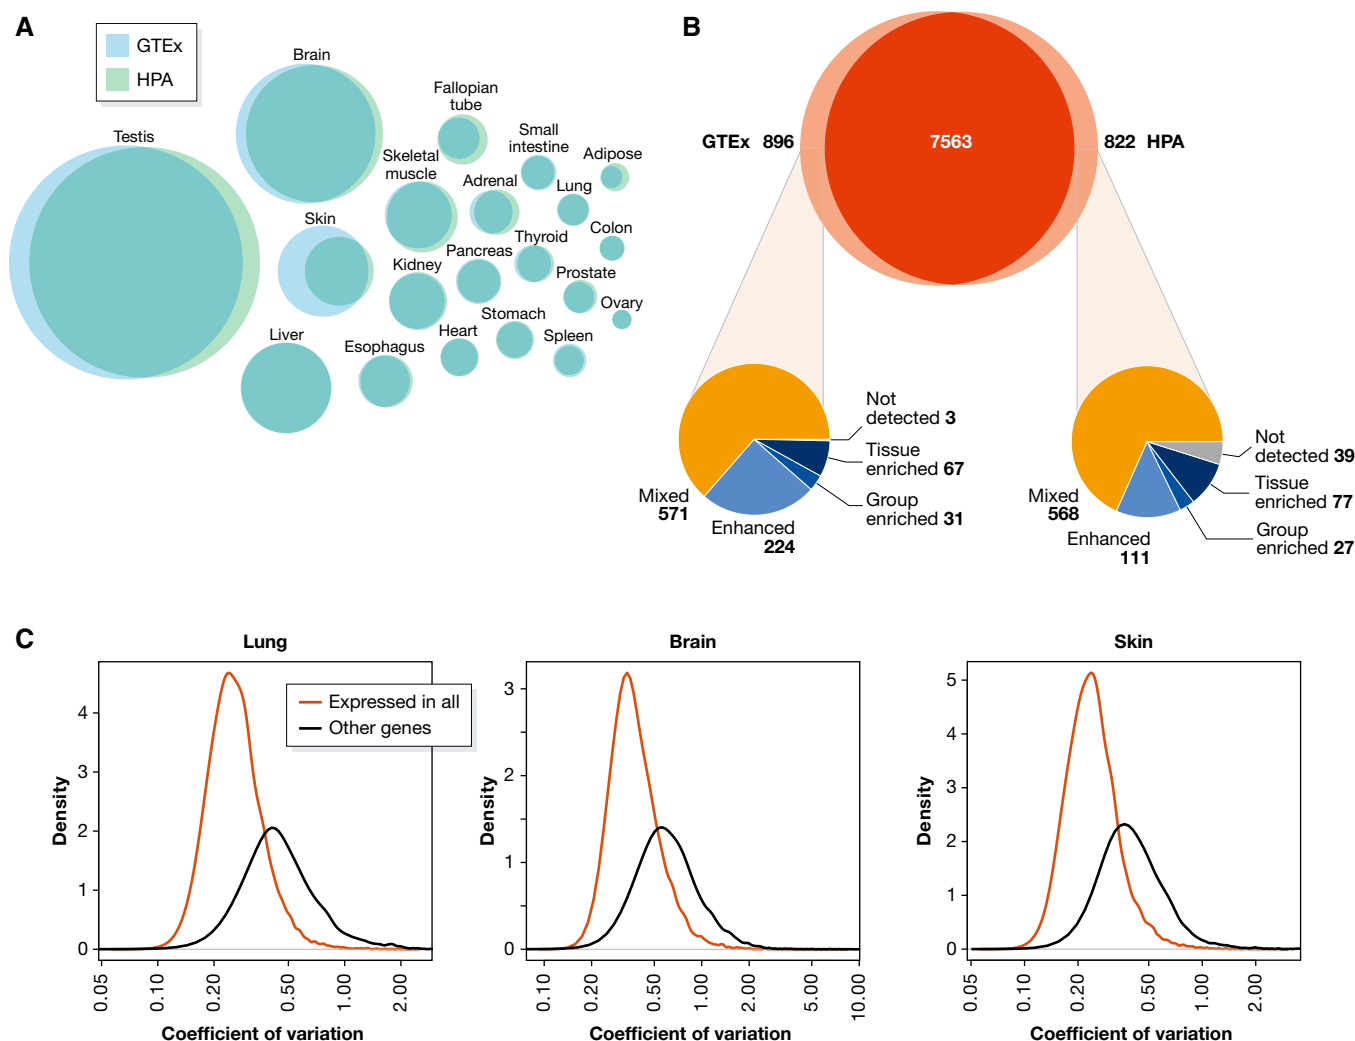 A
GTEx
HPA
Brain
Testis
Fallopian
tube
Small
intestine
Adipose
Skeletal
muscle
Adrenal
Lung
Skin
Colon
Thyroid
Pancreas
Kidney
Prostate
Ovary
Stomach
Liver
Heart
Spleen
Esophagus
B
GTEx 896
7563
822 HPA
Not
detected 3
Tissue
enriched 67
Group
enriched 31
Mixed
571
Enhanced
224
Not
detected 39
Tissue
enriched 77
Group
enriched 27
Mixed
568
Enhanced
111
C
Lung
Expressed in all
Other genes
Density
4
3
2
1
0
0.05 0.10 0.20 0.50 1.00 2.00
Coefficient of variation
Brain
Density
3
2
1
0
0.10 0.20 0.50 1.00 2.00 5.00 10.00
Coefficient of variation
Skin
Density
5
4
3
2
1
0
0.05 0.10 0.20 0.50 1.00 2.00
Coefficient of variation